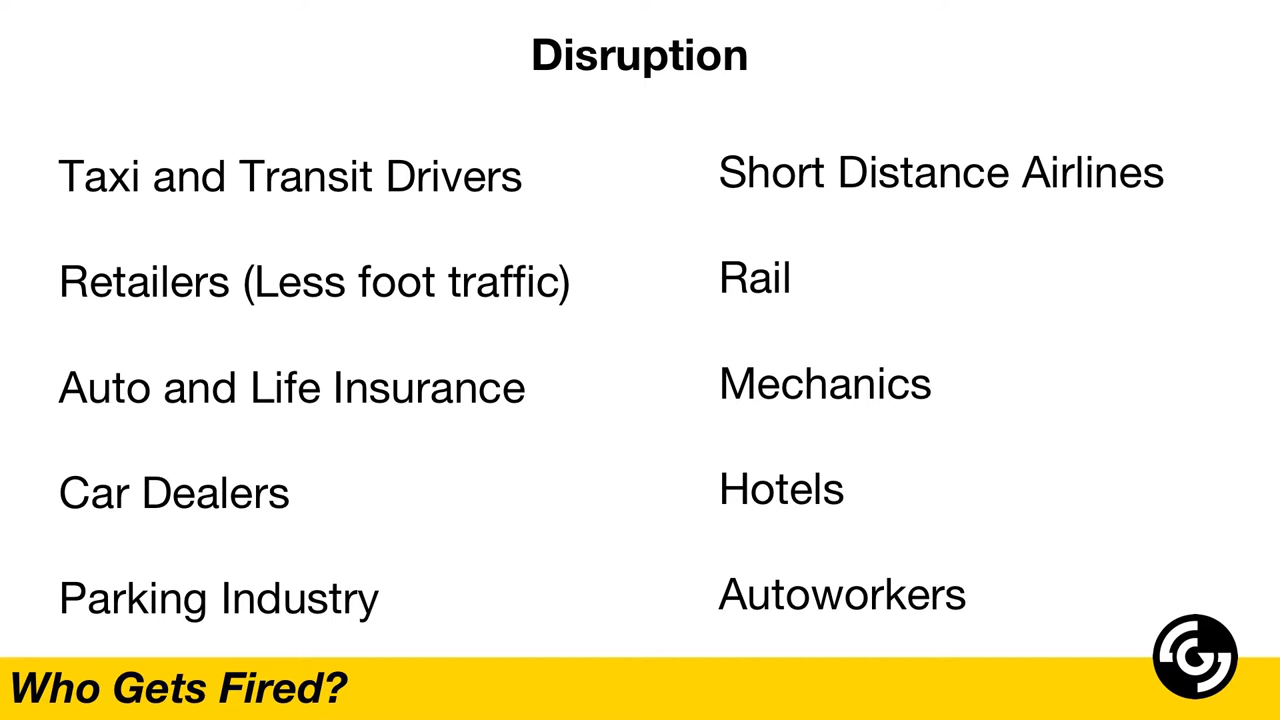 Disruption
Taxi and Transit Drivers
Retailers (Less foot traffic)
Auto and Life Insurance
Car Dealers
Parking Industry
Short Distance Airlines
Rail
Mechanics
Hotels
Autoworkers
Who Gets Fired?